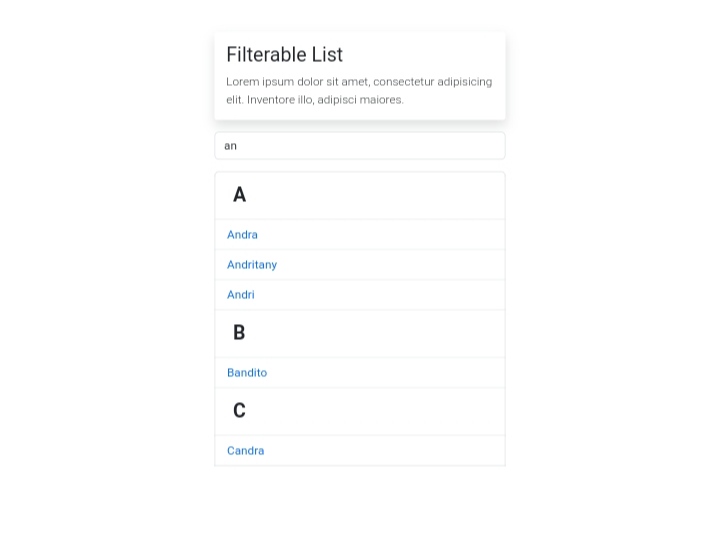 Filterable List
Lorem ipsum dolor sit amet, consectetur adipisicing
elit. Inventore illo, adipisci maiores.
an
A
Andra
Andritany
Andri
B
Bandito
C
Candra